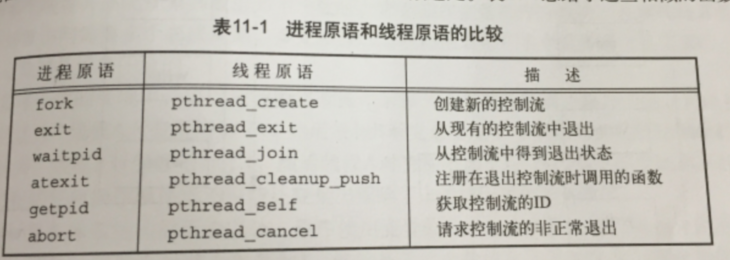 表11-1 进程原语和线程原语的比较
进程原语 线程原语 描 述
fork pthread_create 创建新的控制流
exit pthread_exit 从现有的控制流中退出
waitpid pthread_join 从控制流中得到退出状态
atexit pthread_cleanup_push 注册在退出控制流时调用的函数
getpid pthread_self 获取控制流的ID
abort pthread_cancel 请求控制流的非正常退出